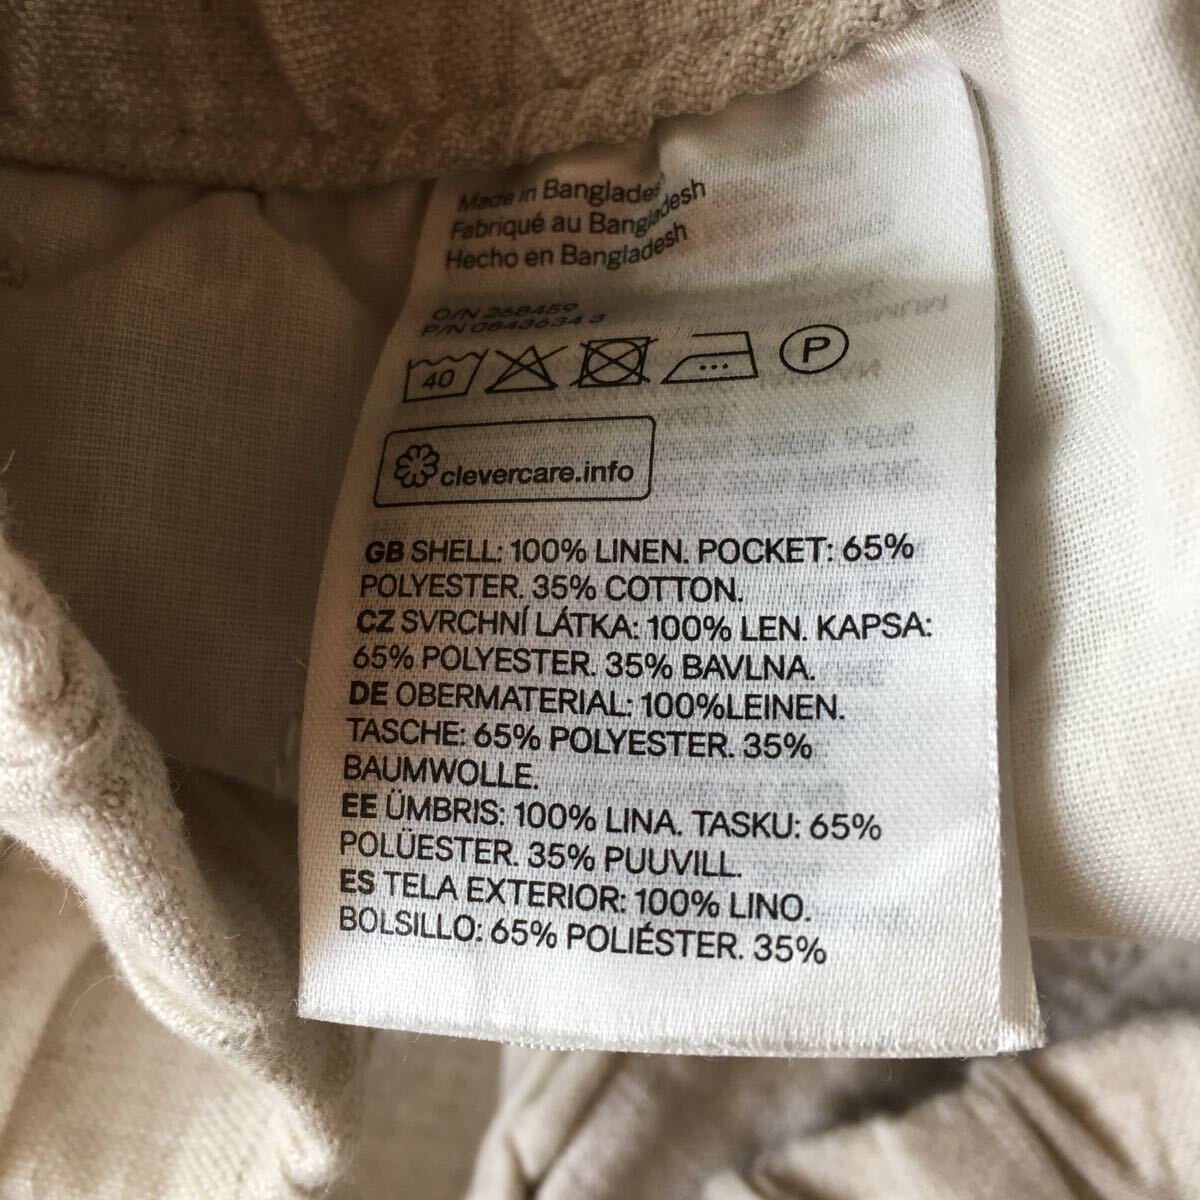 Made in Bangladesh
Fabriqué au Bangladesh
Hecho en Bangladesh
O/N 268459
P/N 0843634 3
40 P
clevercare.info
GB SHELL: 100% LINEN. POCKET: 65%
POLYESTER. 35% COTTON.
CZ SVRCHNÍ LÁTKA: 100% LEN. KAPSA:
65% POLYESTER. 35% BAVLNA.
DE OBERMATERIAL: 100%LEINEN.
TASCHE: 65% POLYESTER. 35%
BAUMWOLLE.
EE ÜMBRIS: 100% LINA. TASKU: 65%
POLÜESTER. 35% PUUVILL.
ES TELA EXTERIOR: 100% LINO.
BOLSILLO: 65% POLIÉSTER. 35%